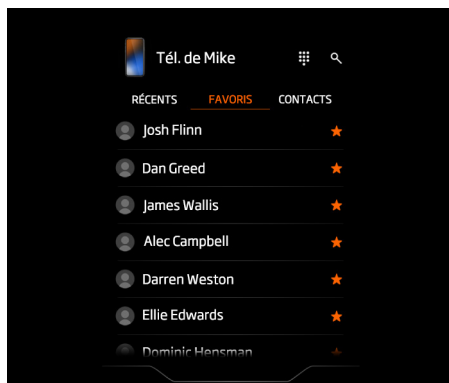 Tél. de Mike
RÉCENTS FAVORIS CONTACTS
Josh Flinn
Dan Greed
James Wallis
Alec Campbell
Darren Weston
Ellie Edwards
Dominic Hensman